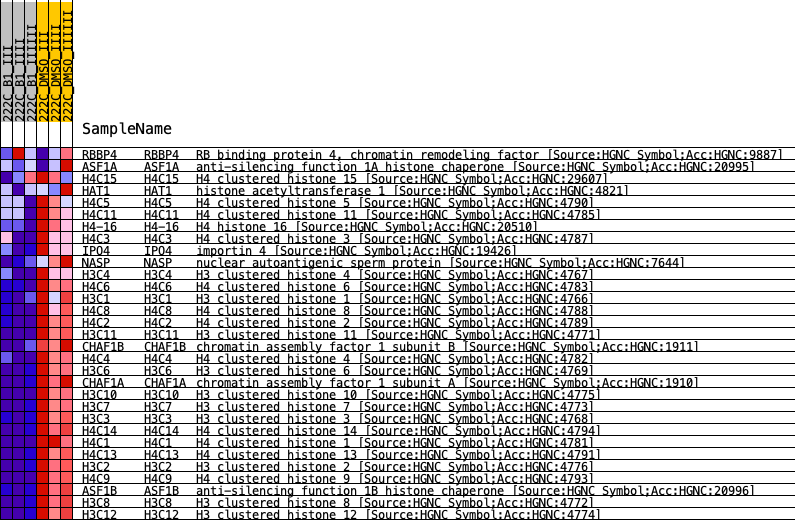 222C_B1_III
222C_B1_IIII
222C_B1_IIIIII
222C_DMSO_III
222C_DMSO_IIII
222C_DMSO_IIIIII
SampleName
RBBP4 RBBP4 RB binding protein 4, chromatin remodeling factor [Source:HGNC Symbol;Acc:HGNC:9887]
ASF1A ASF1A anti-silencing function 1A histone chaperone [Source:HGNC Symbol;Acc:HGNC:20995]
H4C15 H4C15 H4 clustered histone 15 [Source:HGNC Symbol;Acc:HGNC:29607]
HAT1 HAT1 histone acetyltransferase 1 [Source:HGNC Symbol;Acc:HGNC:4821]
H4C5 H4C5 H4 clustered histone 5 [Source:HGNC Symbol;Acc:HGNC:4790]
H4C11 H4C11 H4 clustered histone 11 [Source:HGNC Symbol;Acc:HGNC:4785]
H4-16 H4-16 H4 histone 16 [Source:HGNC Symbol;Acc:HGNC:20510]
H4C3 H4C3 H4 clustered histone 3 [Source:HGNC Symbol;Acc:HGNC:4787]
IPO4 IPO4 importin 4 [Source:HGNC Symbol;Acc:HGNC:19426]
NASP NASP nuclear autoantigenic sperm protein [Source:HGNC Symbol;Acc:HGNC:7644]
H3C4 H3C4 H3 clustered histone 4 [Source:HGNC Symbol;Acc:HGNC:4767]
H4C6 H4C6 H4 clustered histone 6 [Source:HGNC Symbol;Acc:HGNC:4783]
H3C1 H3C1 H3 clustered histone 1 [Source:HGNC Symbol;Acc:HGNC:4766]
H4C8 H4C8 H4 clustered histone 8 [Source:HGNC Symbol;Acc:HGNC:4788]
H4C2 H4C2 H4 clustered histone 2 [Source:HGNC Symbol;Acc:HGNC:4789]
H3C11 H3C11 H3 clustered histone 11 [Source:HGNC Symbol;Acc:HGNC:4771]
CHAF1B CHAF1B chromatin assembly factor 1 subunit B [Source:HGNC Symbol;Acc:HGNC:1911]
H4C4 H4C4 H4 clustered histone 4 [Source:HGNC Symbol;Acc:HGNC:4782]
H3C6 H3C6 H3 clustered histone 6 [Source:HGNC Symbol;Acc:HGNC:4769]
CHAF1A CHAF1A chromatin assembly factor 1 subunit A [Source:HGNC Symbol;Acc:HGNC:1910]
H3C10 H3C10 H3 clustered histone 10 [Source:HGNC Symbol;Acc:HGNC:4775]
H3C7 H3C7 H3 clustered histone 7 [Source:HGNC Symbol;Acc:HGNC:4773]
H3C3 H3C3 H3 clustered histone 3 [Source:HGNC Symbol;Acc:HGNC:4768]
H4C14 H4C14 H4 clustered histone 14 [Source:HGNC Symbol;Acc:HGNC:4794]
H4C1 H4C1 H4 clustered histone 1 [Source:HGNC Symbol;Acc:HGNC:4781]
H4C13 H4C13 H4 clustered histone 13 [Source:HGNC Symbol;Acc:HGNC:4791]
H3C2 H3C2 H3 clustered histone 2 [Source:HGNC Symbol;Acc:HGNC:4776]
H4C9 H4C9 H4 clustered histone 9 [Source:HGNC Symbol;Acc:HGNC:4793]
ASF1B ASF1B anti-silencing function 1B histone chaperone [Source:HGNC Symbol;Acc:HGNC:20996]
H3C8 H3C8 H3 clustered histone 8 [Source:HGNC Symbol;Acc:HGNC:4772]
H3C12 H3C12 H3 clustered histone 12 [Source:HGNC Symbol;Acc:HGNC:4774]